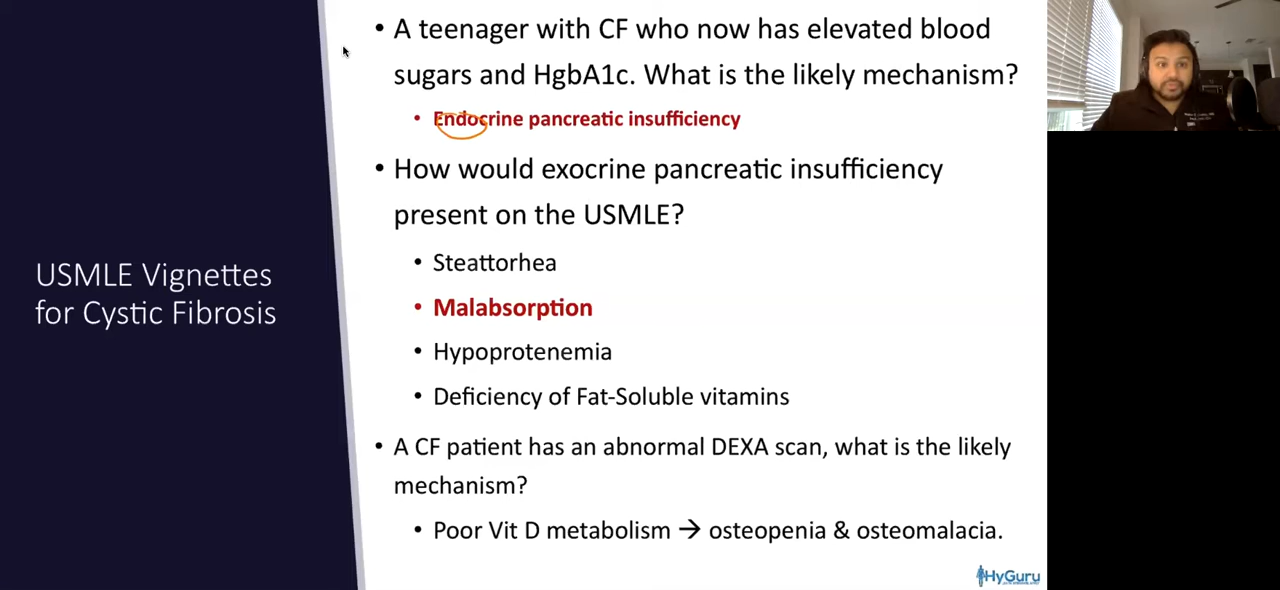 USMLE Vignettes
for Cystic Fibrosis
• A teenager with CF who now has elevated blood
sugars and HgbA1c. What is the likely mechanism?
• Endocrine pancreatic insufficiency
• How would exocrine pancreatic insufficiency
present on the USMLE?
• Steattorhea
• Malabsorption
• Hypoprotenemia
• Deficiency of Fat-Soluble vitamins
• A CF patient has an abnormal DEXA scan, what is the likely
mechanism?
• Poor Vit D metabolism → osteopenia & osteomalacia.
HyGuru